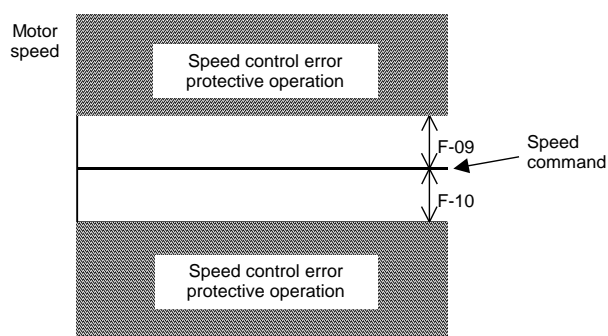 Motor
speed
Speed control error
protective operation
F-09
Speed
command
F-10
Speed control error
protective operation